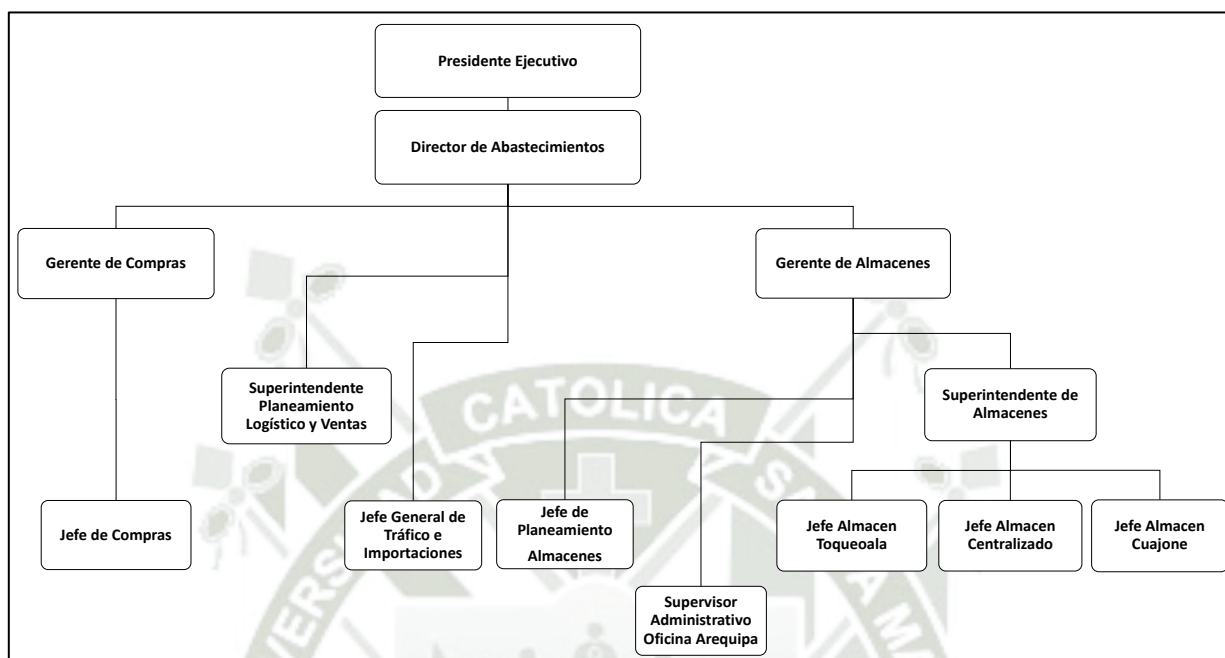 Presidente Ejecutivo
Director de Abastecimientos
Gerente de Compras
Gerente de Almacenes
Superintendente
Planeamiento
Logístico y Ventas
Superintendente de
Almacenes
Jefe de Compras
Jefe General de
Tráfico e
Importaciones
Jefe de
Planeamiento
Almacenes
Jefe Almacen
Toqueoala
Jefe Almacen
Centralizado
Jefe Almacen
Cuajone
Supervisor
Administrativo
Oficina Arequipa
CATOLICA